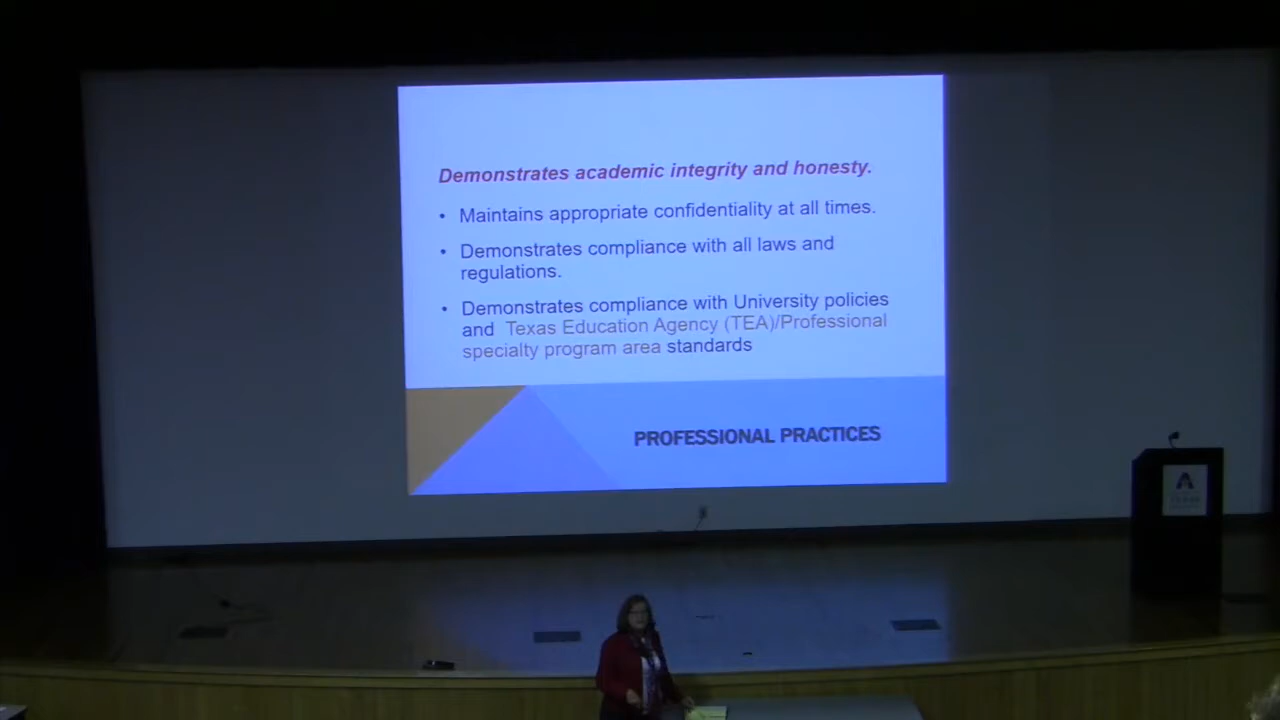 Demonstrates academic integrity and honesty.
• Maintains appropriate confidentiality at all times.
• Demonstrates compliance with all laws and
regulations.
• Demonstrates compliance with University policies
and Texas Education Agency (TEA)/Professional
specialty program area standards
PROFESSIONAL PRACTICES
A